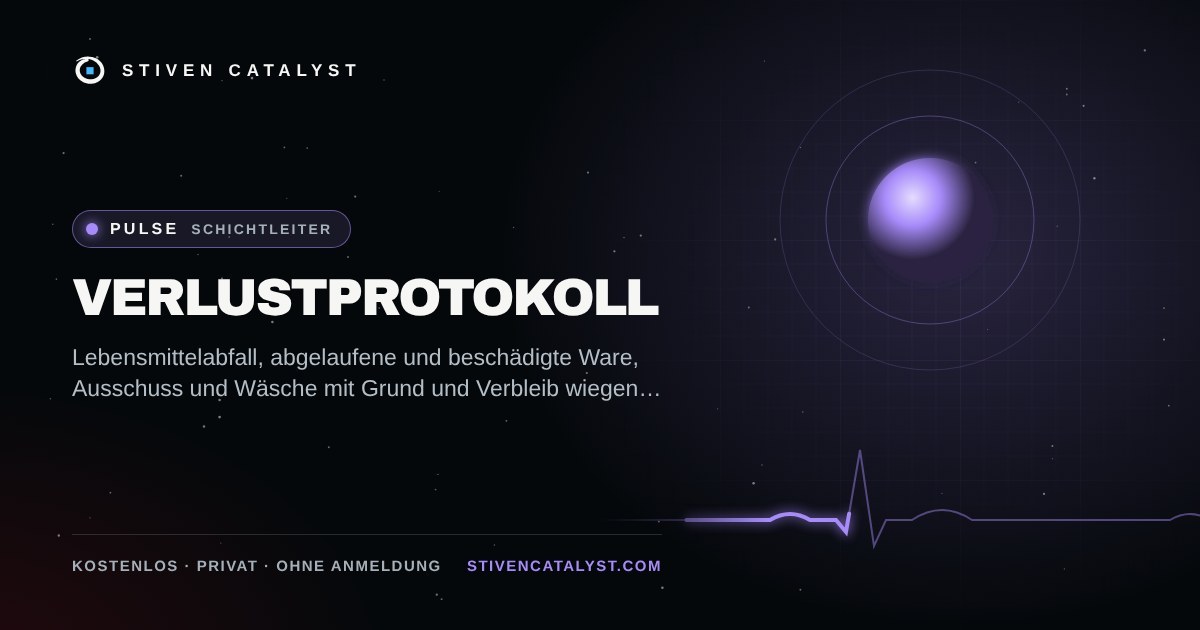 STIVEN CATALYST
PULSE SCHICHTLEITER
VERLUSTPROTOKOLL
Lebensmittelabfall, abgelaufene und beschädigte Ware,
Ausschuss und Wäsche mit Grund und Verbleib wiegen…
KOSTENLOS · PRIVAT · OHNE ANMELDUNG STIVENCATALYST.COM